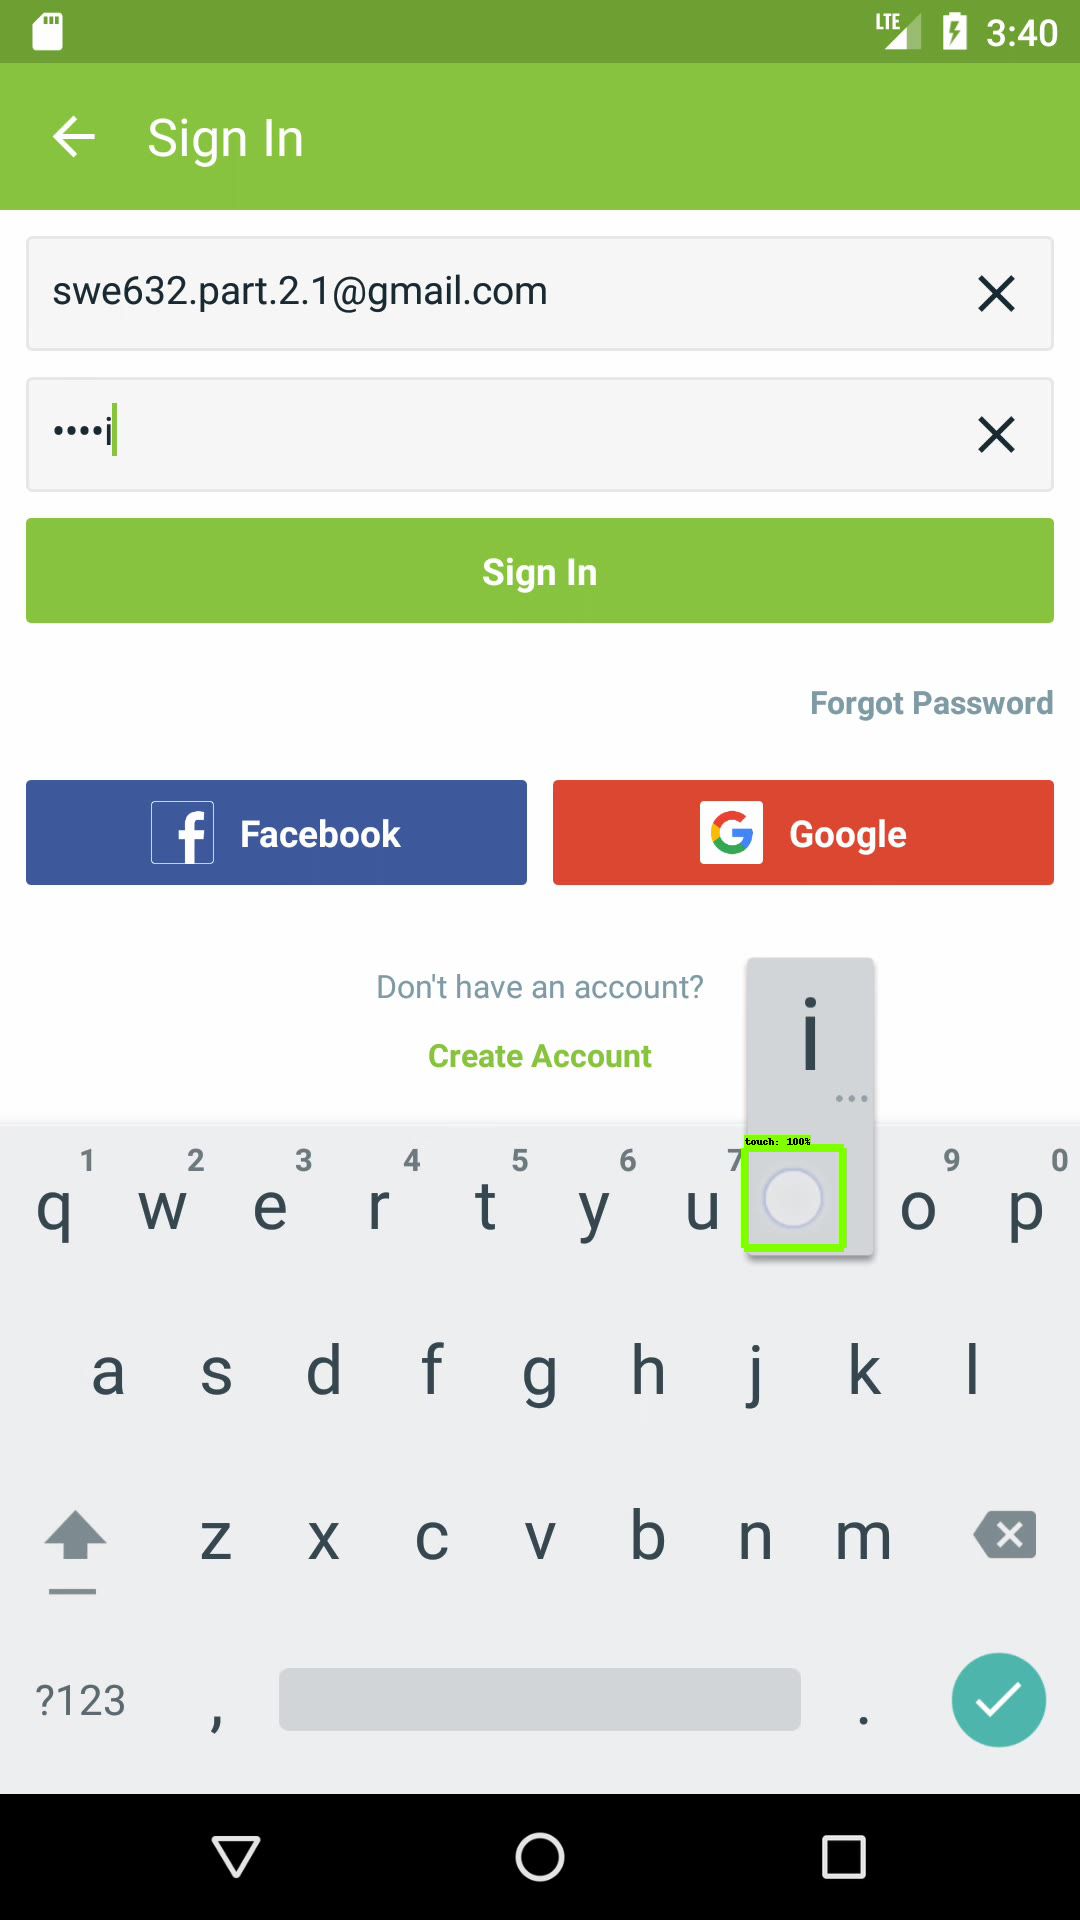 LTE 3:40
Sign In
swe632.part.2.1@gmail.com
••••i
Sign In
Forgot Password
Facebook
Google
Don't have an account?
Create Account
i
...
touch: 100%
1 2 3 4 5 6 7 9 0
q w e r t y u o p
a s d f g h j k l
z x c v b n m
?123 , .